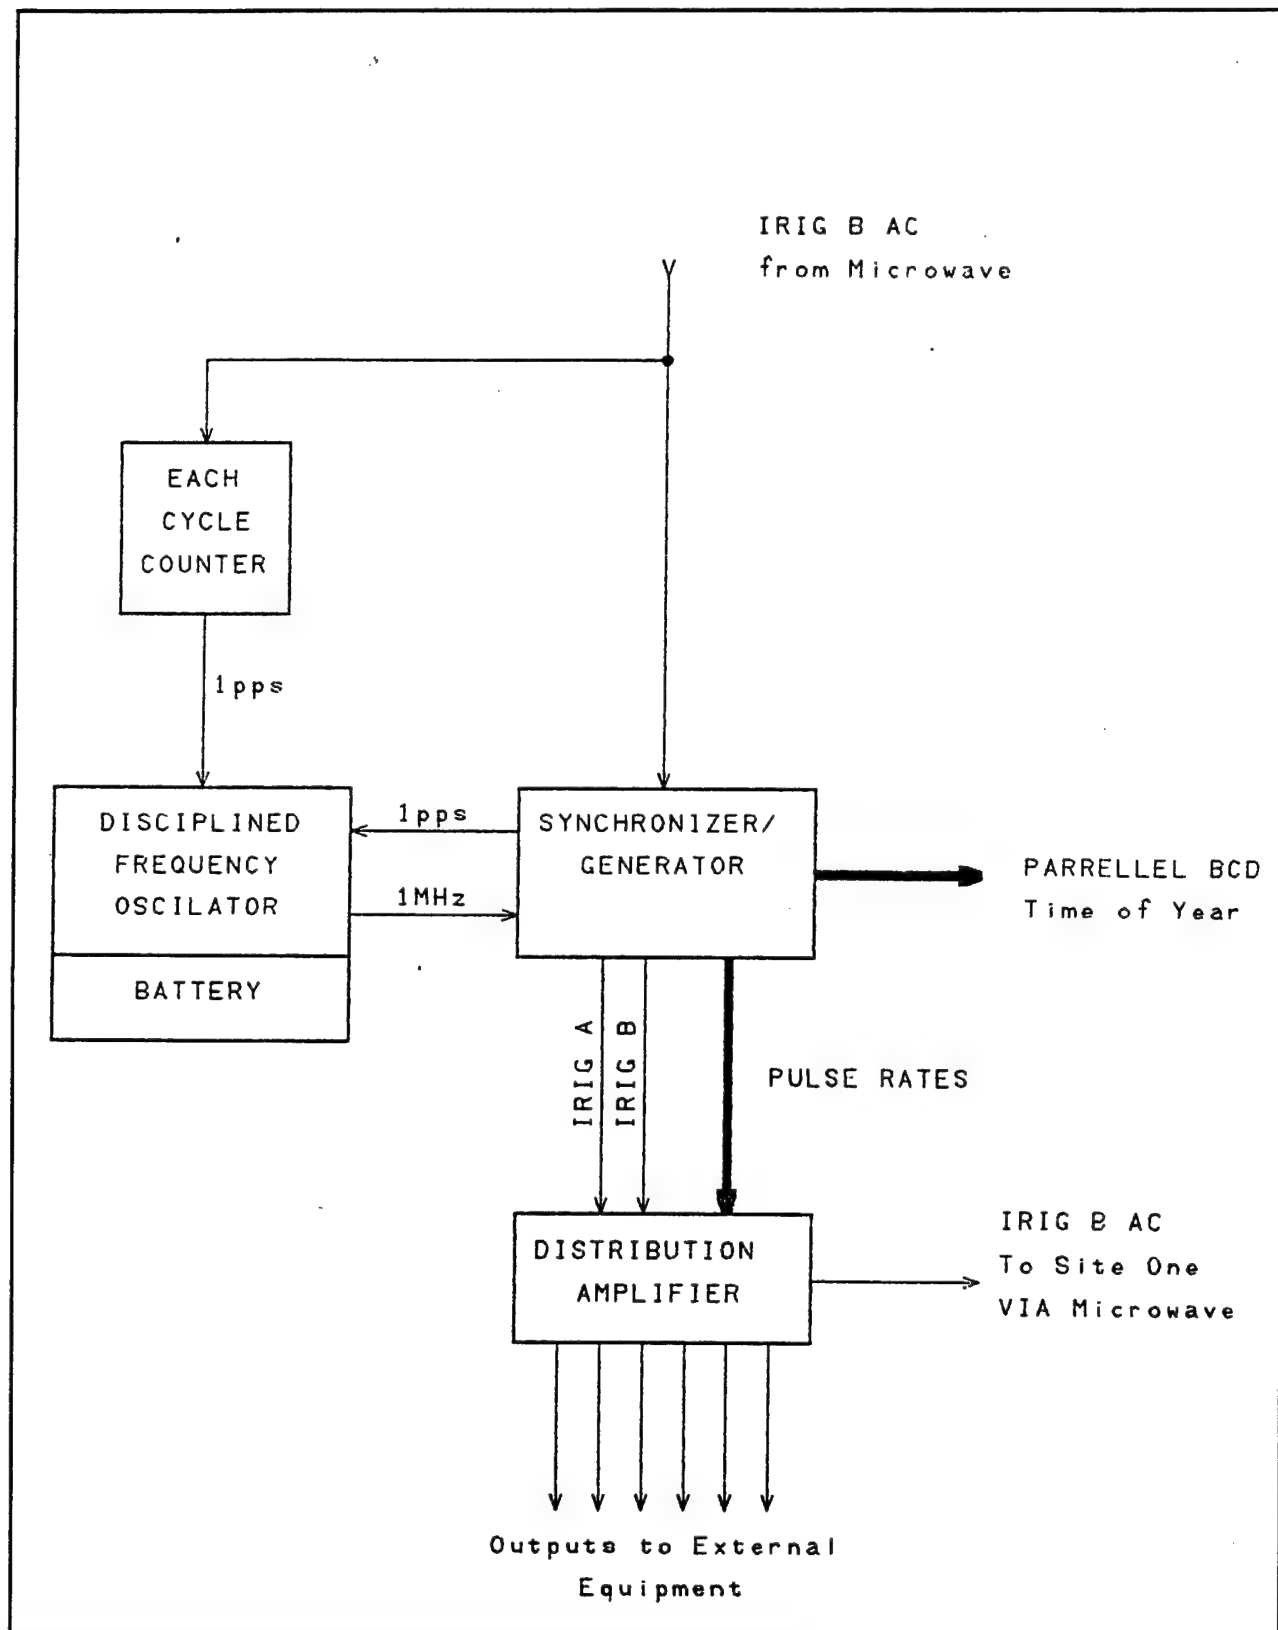 IRIG B AC
from Microwave
EACH
CYCLE
COUNTER
1pps
DISCIPLINED
FREQUENCY
OSCILATOR
BATTERY
1pps
1MHz
SYNCHRONIZER/
GENERATOR
PARRELLEL BCD
Time of Year
IRIG A
IRIG B
PULSE RATES
DISTRIBUTION
AMPLIFIER
IRIG B AC
To Site One
VIA Microwave
Outputs to External
Equipment